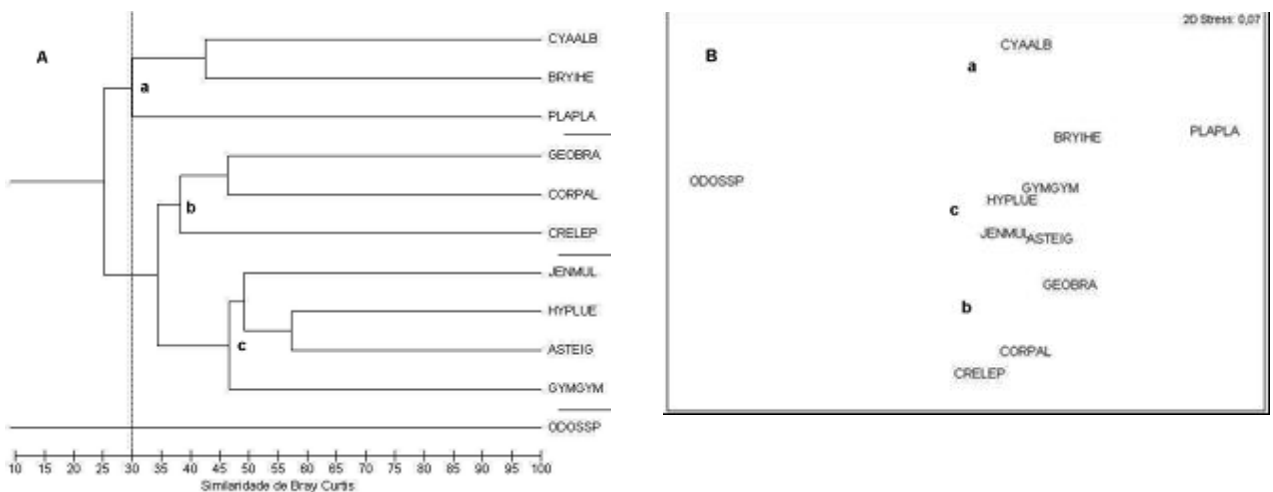 A
CYAALB
a
BRYIHE
PLAPLA
GEOBRA
CORPAL
b
CRELEP
JENMUL
HYPLUE
c
ASTEIG
GYMGYM
ODOSSP
10 15 20 25 30 35 40 45 50 55 60 65 70 75 80 85 90 95 100
Similaridade de Bray Curtis
2D Stress: 0,07
B
CYAALB
a
BRYIHE
PLAPLA
ODOSSP
GYMGYM
HYPLUE
c
JENMUL
ASTEIG
GEOBRA
b
CORPAL
CRELEP